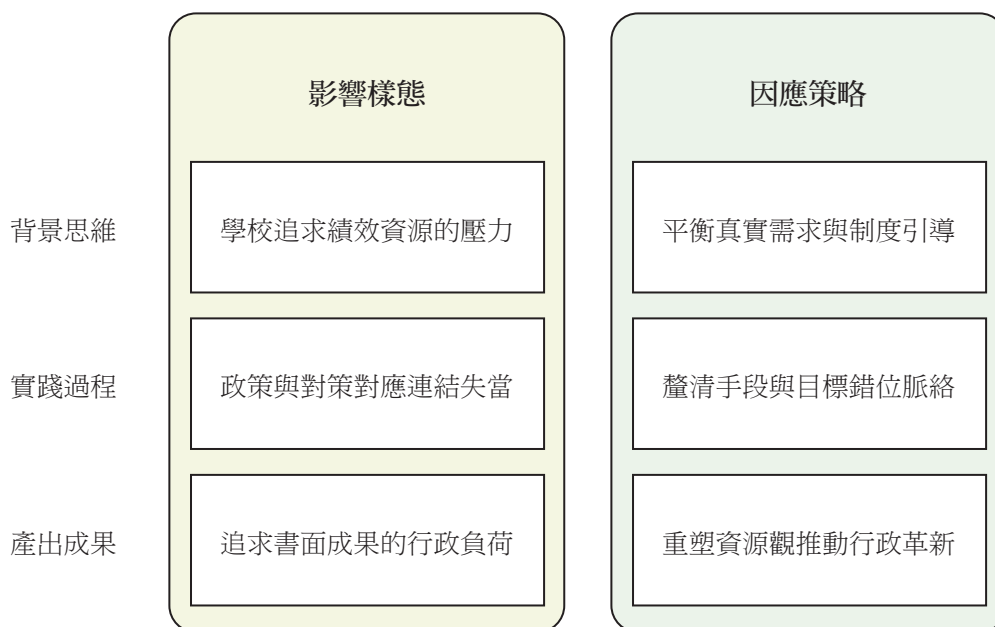 影響樣態
因應策略
背景思維
學校追求績效資源的壓力
平衡真實需求與制度引導
實踐過程
政策與對策對應連結失當
釐清手段與目標錯位脈絡
產出成果
追求書面成果的行政負荷
重塑資源觀推動行政革新